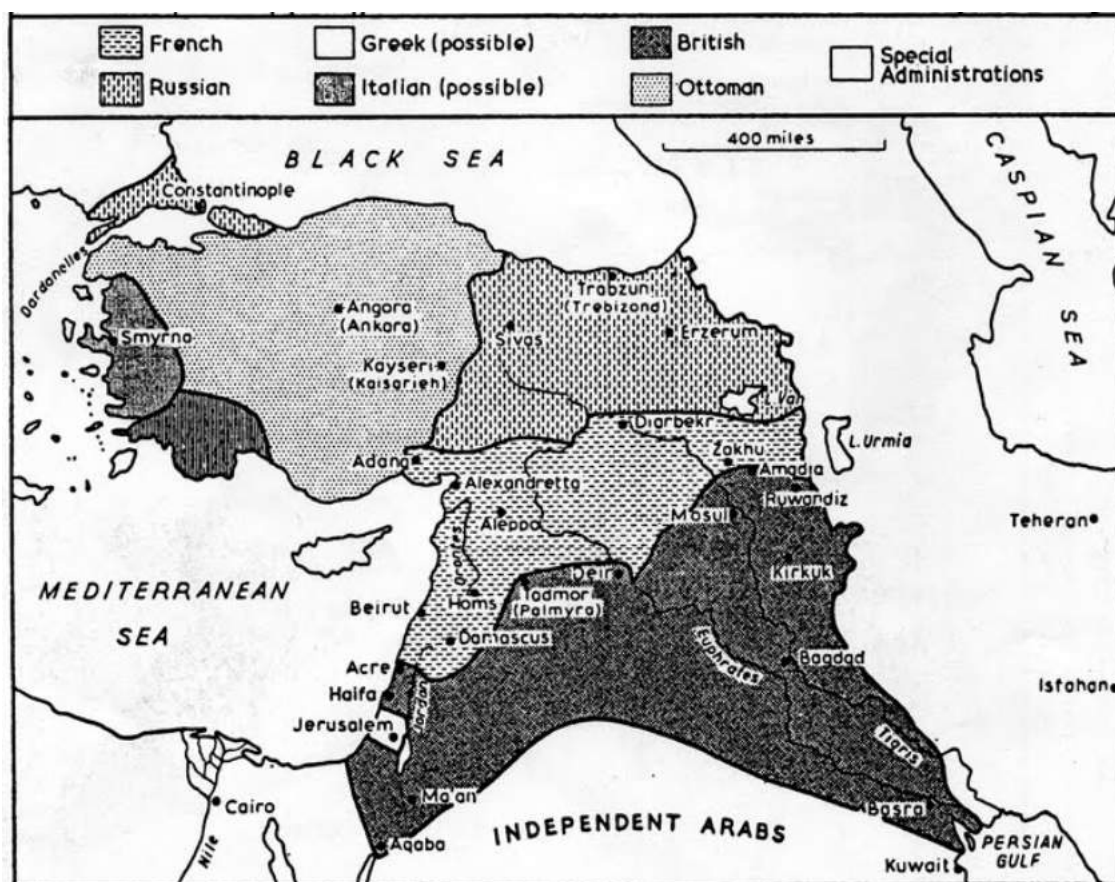 French
Greek (possible)
British
Special
Administrations
Russian
Italian (possible)
Ottoman
400 miles
BLACK SEA
CASPIAN
SEA
Constantinople
Dardanelles
Trabzun
(Trebizond)
Angora
(Ankara)
Sivas
Erzerum
Smyrna
Kayseri
(Kaisarieh)
L. Van
Diarbekr
L. Urmia
Adana
Zakhu
Amadia
Alexandretta
Ruwandiz
Aleppo
Mosul
Teheran
Orontes
Kirkuk
Deir
MEDITERRANEAN
SEA
Homs
Tadmor
(Palmyra)
Beirut
Damascus
Euphrates
Bagdad
Acre
Haifa
Jordan
Istahan
Jerusalem
Tigris
Ma'an
Basra
Cairo
INDEPENDENT ARABS
Nile
Aqaba
PERSIAN
GULF
Kuwait